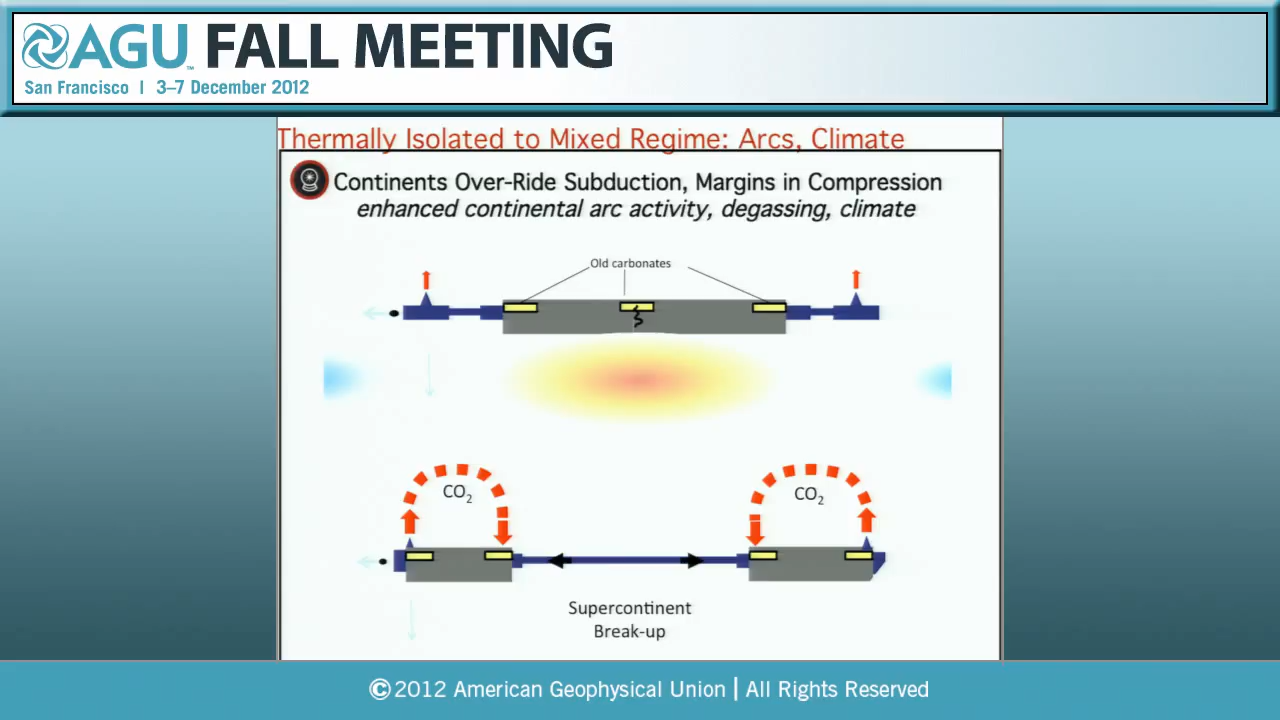 AGU™ FALL MEETING
San Francisco | 3–7 December 2012
Thermally Isolated to Mixed Regime: Arcs, Climate
Continents Over-Ride Subduction, Margins in Compression
enhanced continental arc activity, degassing, climate
Old carbonates
CO₂
CO₂
Supercontinent
Break-up
©2012 American Geophysical Union | All Rights Reserved